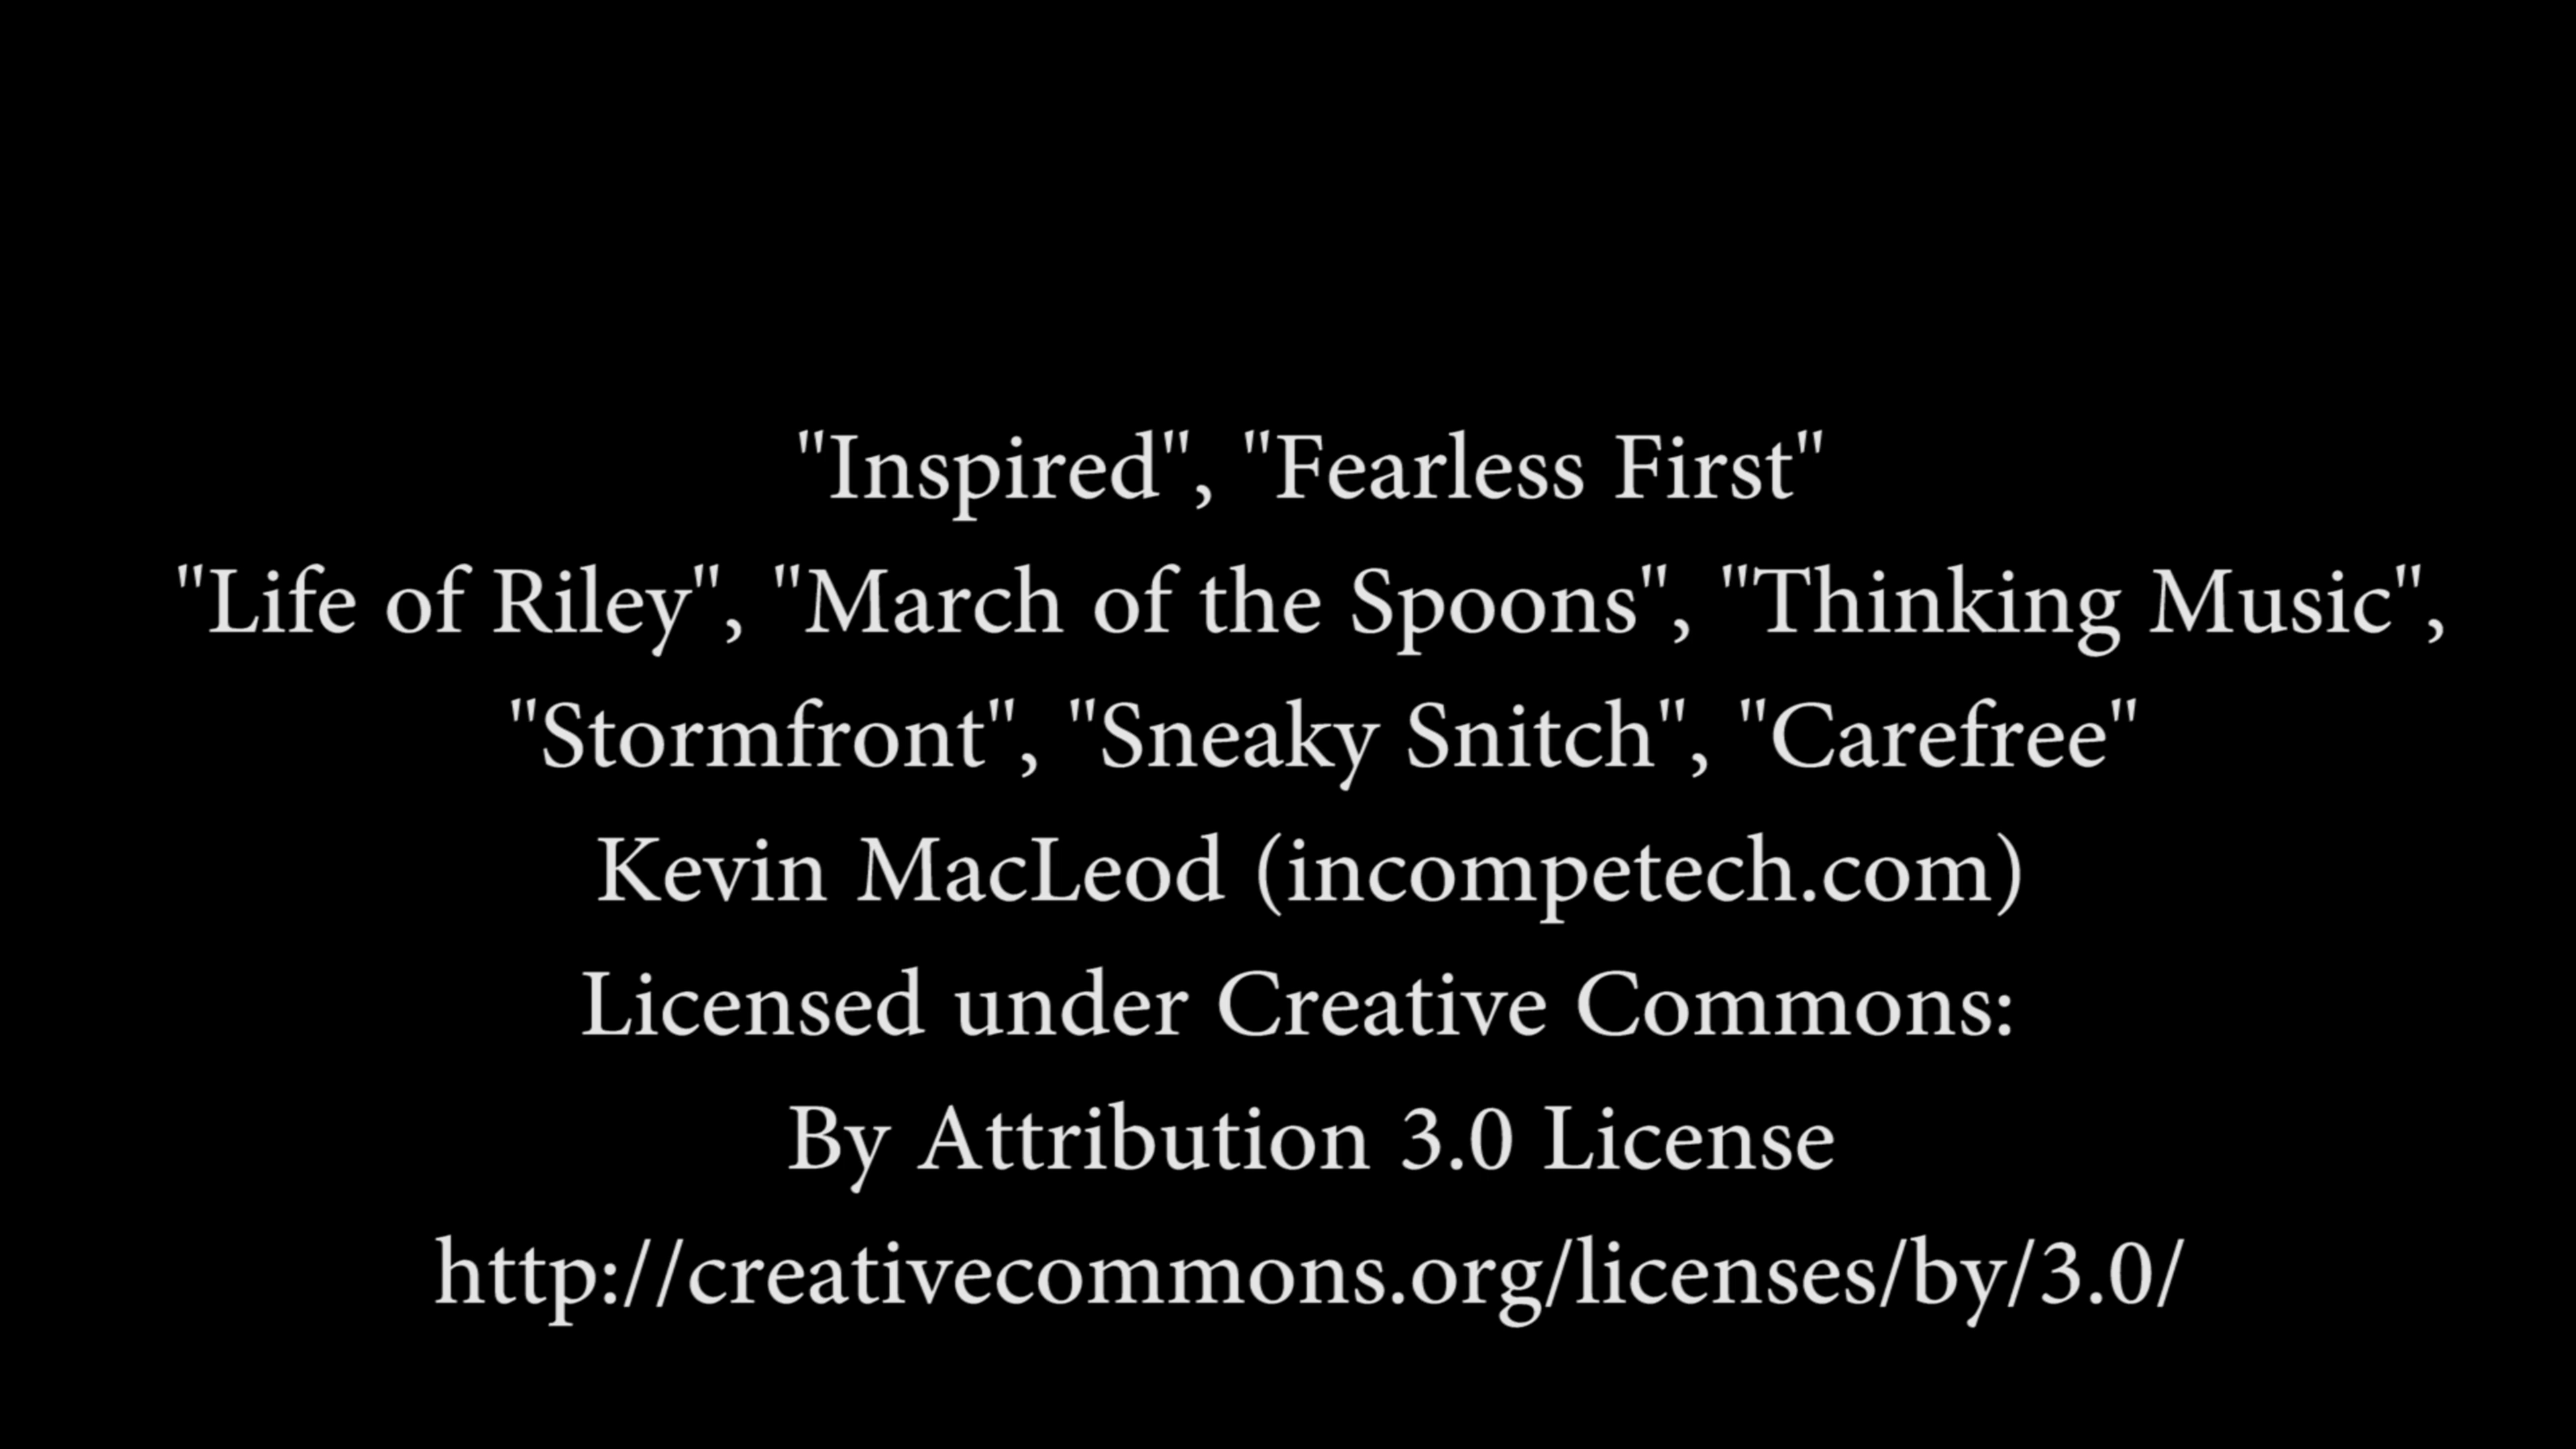 "Inspired", "Fearless First"
"Life of Riley", "March of the Spoons", "Thinking Music",
"Stormfront", "Sneaky Snitch", "Carefree"
Kevin MacLeod (incompetech.com)
Licensed under Creative Commons:
By Attribution 3.0 License
http://creativecommons.org/licenses/by/3.0/